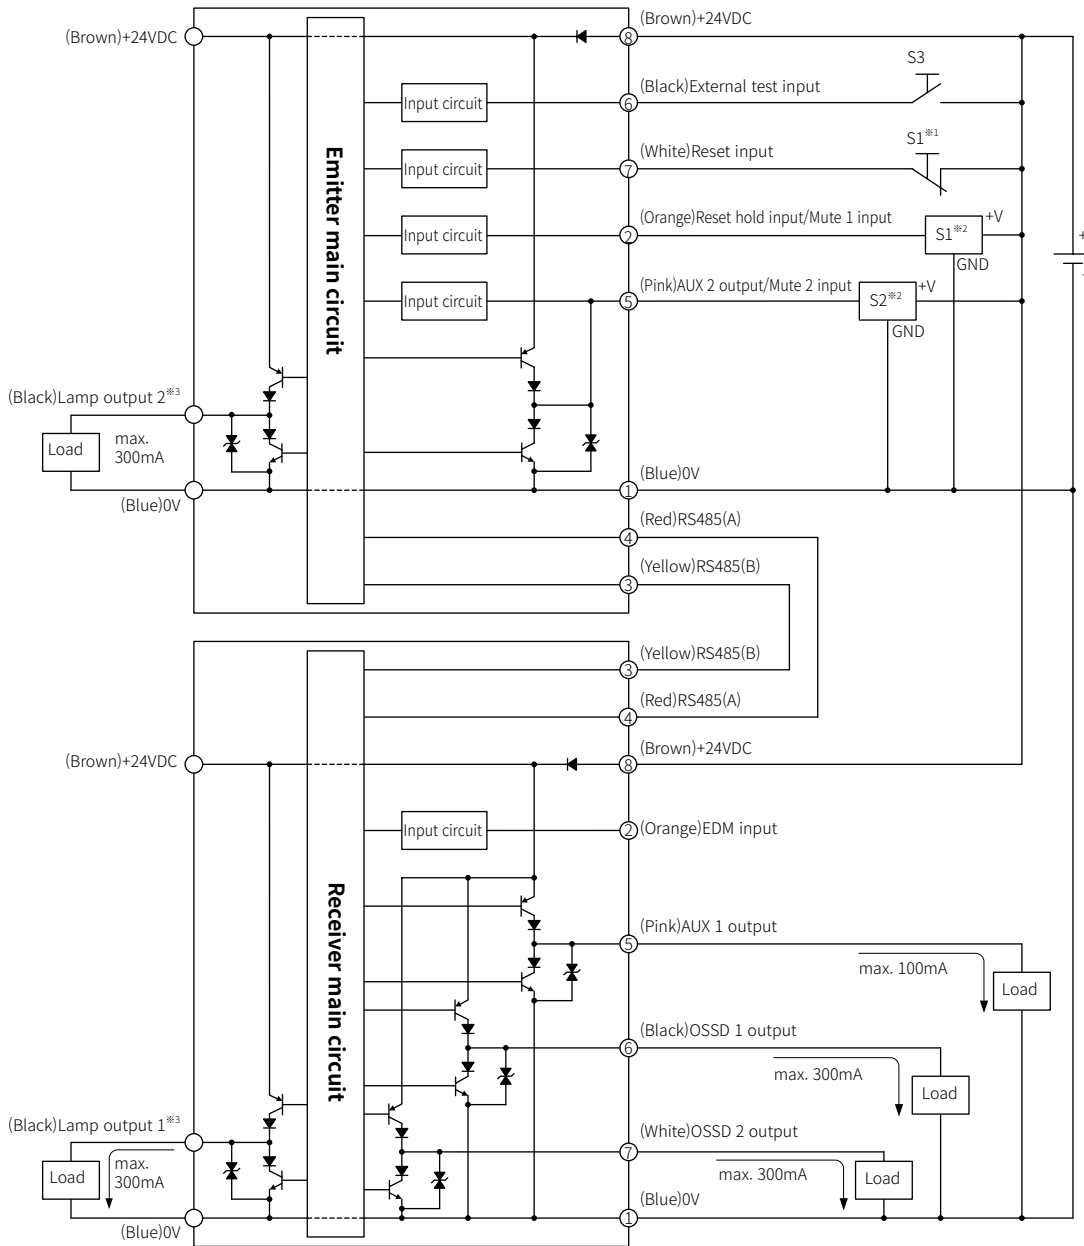 (Brown)+24VDC
(Brown)+24VDC
8
S3
(Black)External test input
Input circuit
6
S1※1
(White)Reset input
Input circuit
7
(Orange)Reset hold input/Mute 1 input
Input circuit
2
S1※2
+V
GND
+
-
(Pink)AUX 2 output/Mute 2 input
Input circuit
5
S2※2
+V
GND
Emitter main circuit
(Black)Lamp output 2※3
Load
max.
300mA
(Blue)0V
(Blue)0V
1
(Red)RS485(A)
4
(Yellow)RS485(B)
3
(Yellow)RS485(B)
3
(Red)RS485(A)
4
(Brown)+24VDC
(Brown)+24VDC
8
Input circuit
2
(Orange)EDM input
Receiver main circuit
(Pink)AUX 1 output
5
max. 100mA
Load
(Black)OSSD 1 output
6
max. 300mA
Load
(Black)Lamp output 1※3
Load
max.
300mA
(White)OSSD 2 output
7
max. 300mA
Load
(Blue)0V
(Blue)0V
1